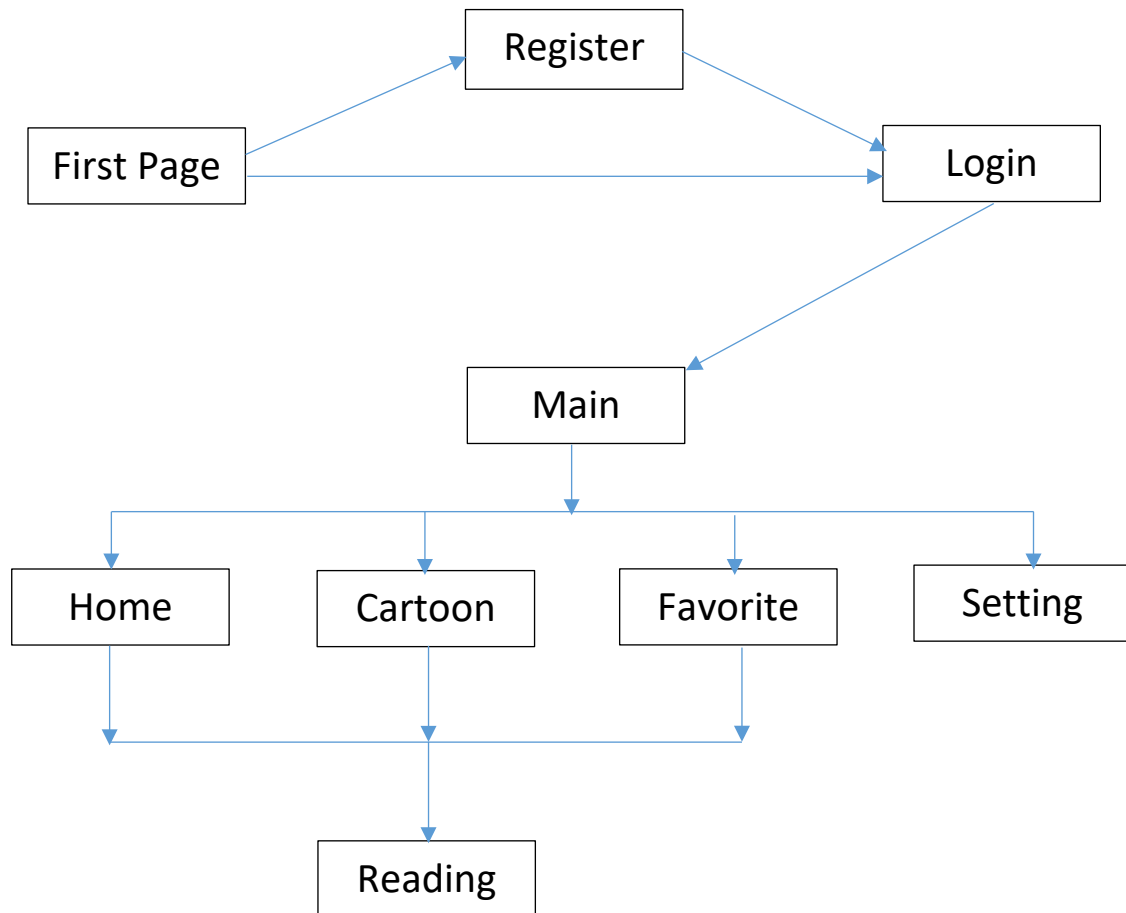 Register
First Page
Login
Main
Home
Cartoon
Favorite
Setting
Reading